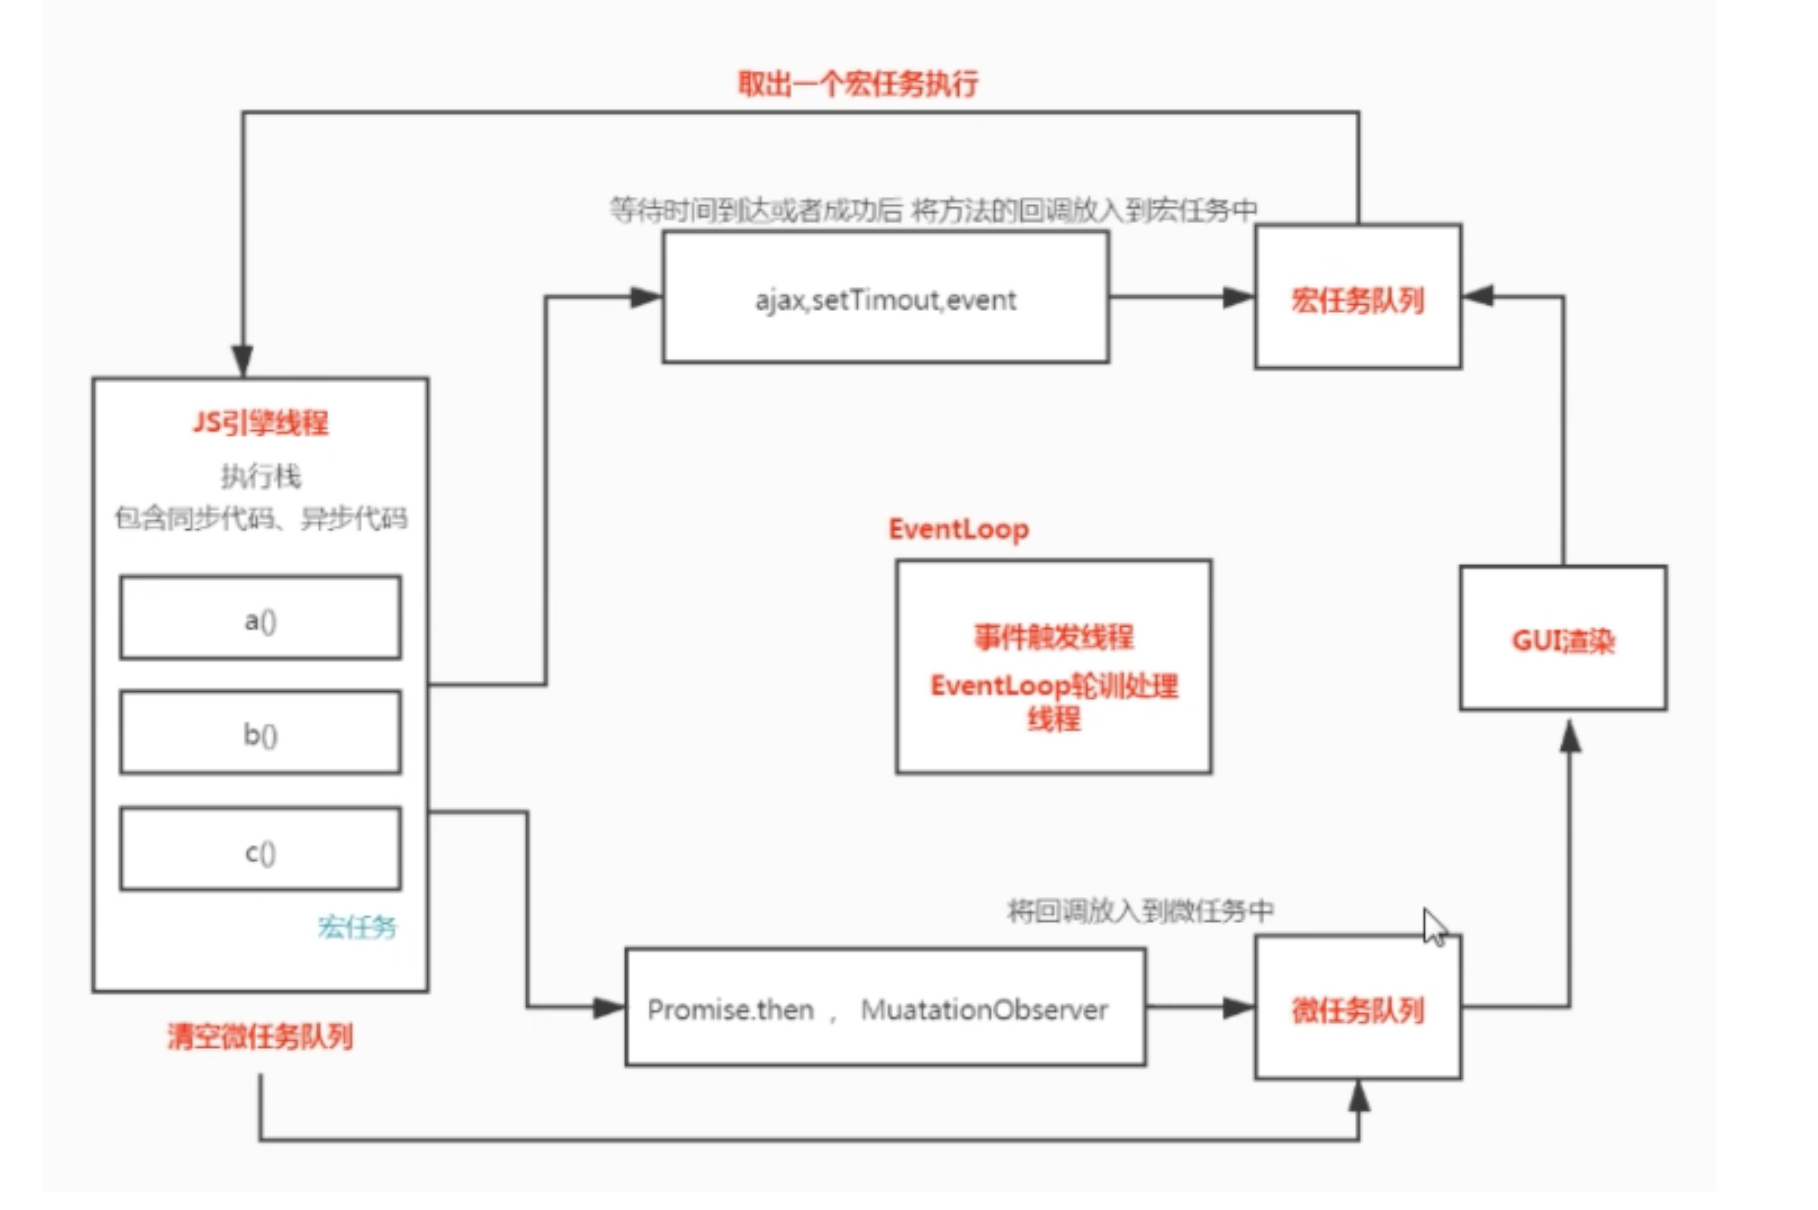 取出一个宏任务执行
等待时间到达或者成功后 将方法的回调放入到宏任务中
ajax,setTimout,event
宏任务队列
JS引擎线程
执行栈
包含同步代码、异步代码
a()
b()
c()
宏任务
清空微任务队列
EventLoop
事件触发线程
EventLoop轮训处理
线程
GUI渲染
将回调放入到微任务中
Promise.then ， MuatationObserver
微任务队列